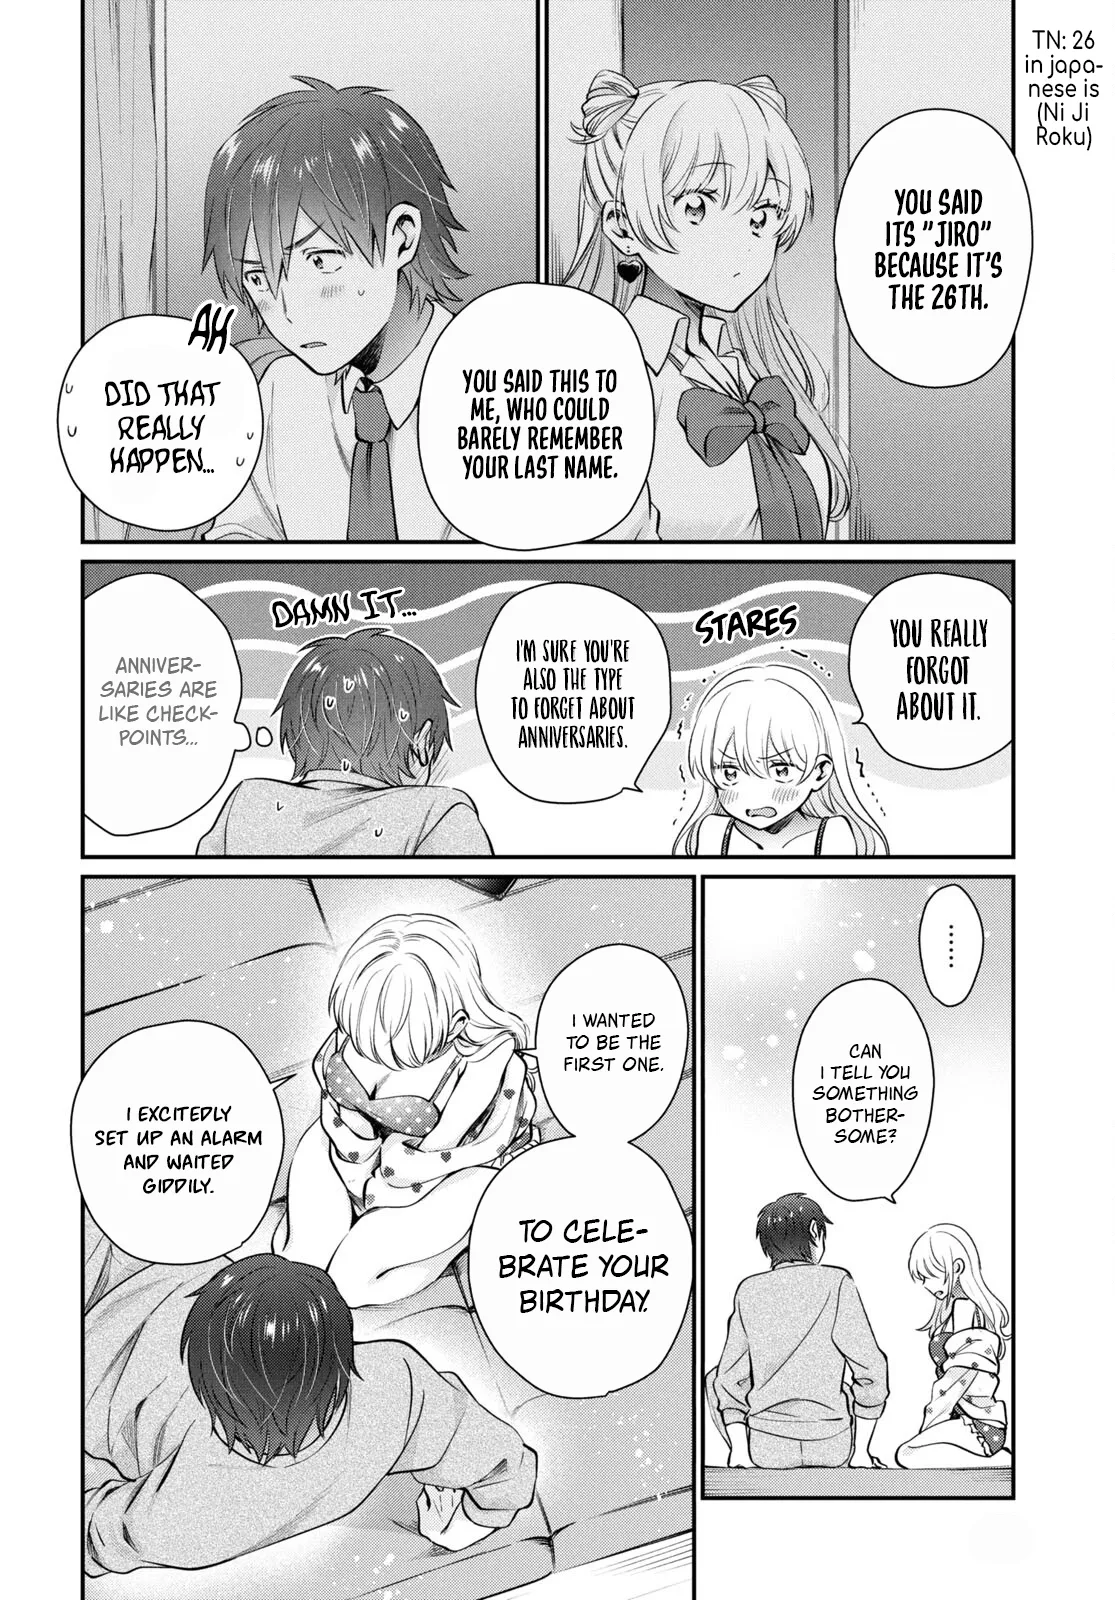 TN: 26
in japa-
nese is
(Ni Ji
Roku)
YOU SAID
ITS "JIRO"
BECAUSE IT'S
THE 26TH.
YOU SAID THIS TO
ME, WHO COULD
BARELY REMEMBER
YOUR LAST NAME.
AH
DID THAT
REALLY
HAPPEN...
YOU REALLY
FORGOT
ABOUT IT.
STARES
I'M SURE YOU'RE
ALSO THE TYPE
TO FORGET ABOUT
ANNIVERSARIES.
DAMN IT...
ANNIVER-
SARIES ARE
LIKE CHECK-
POINTS...
.........
CAN
I TELL YOU
SOMETHING
BOTHER-
SOME?
I WANTED
TO BE THE
FIRST ONE.
TO CELE-
BRATE YOUR
BIRTHDAY.
I EXCITEDLY
SET UP AN ALARM
AND WAITED
GIDDILY.